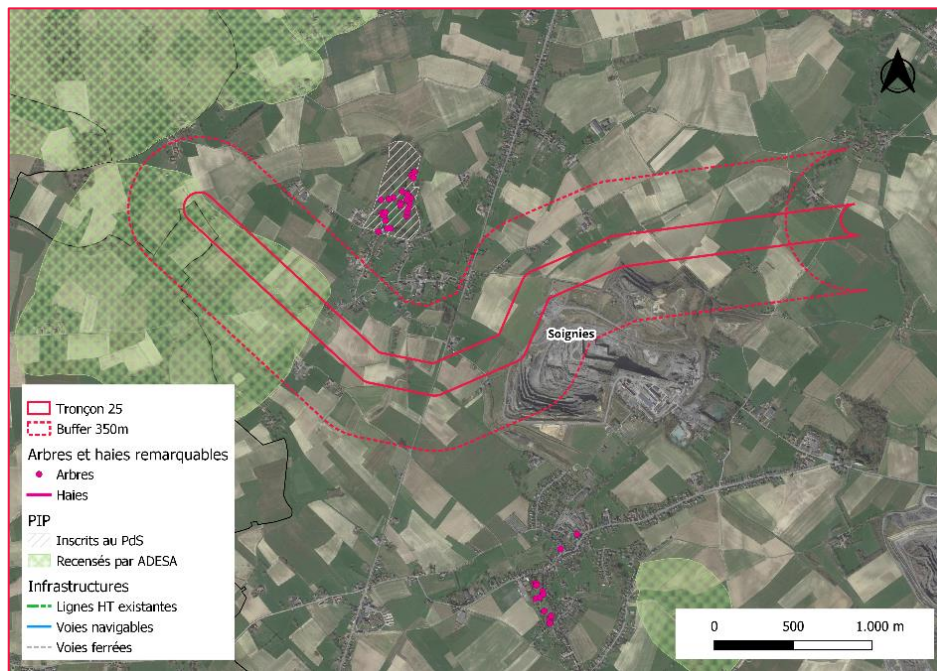 Soignies
Tronçon 25
Buffer 350m
Arbres et haies remarquables
Arbres
Haies
PIP
Inscrits au PdS
Recensés par ADESA
Infrastructures
Lignes HT existantes
Voies navigables
Voies ferrées
0 500 1.000 m